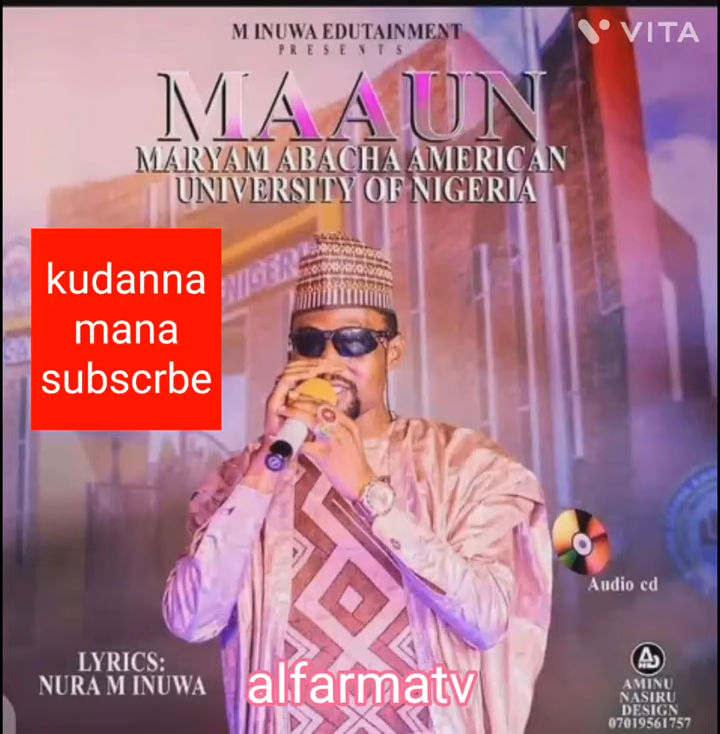 VITA
M INUWA EDUTAINMENT
PRESENTS
MAAUN
MARYAM ABACHA AMERICAN
UNIVERSITY OF NIGERIA
NIGER
kudanna
mana
subscrbe
Audio cd
LYRICS:
NURA M INUWA
alfarmatv
AMINU
NASIRU
DESIGN
07019561757